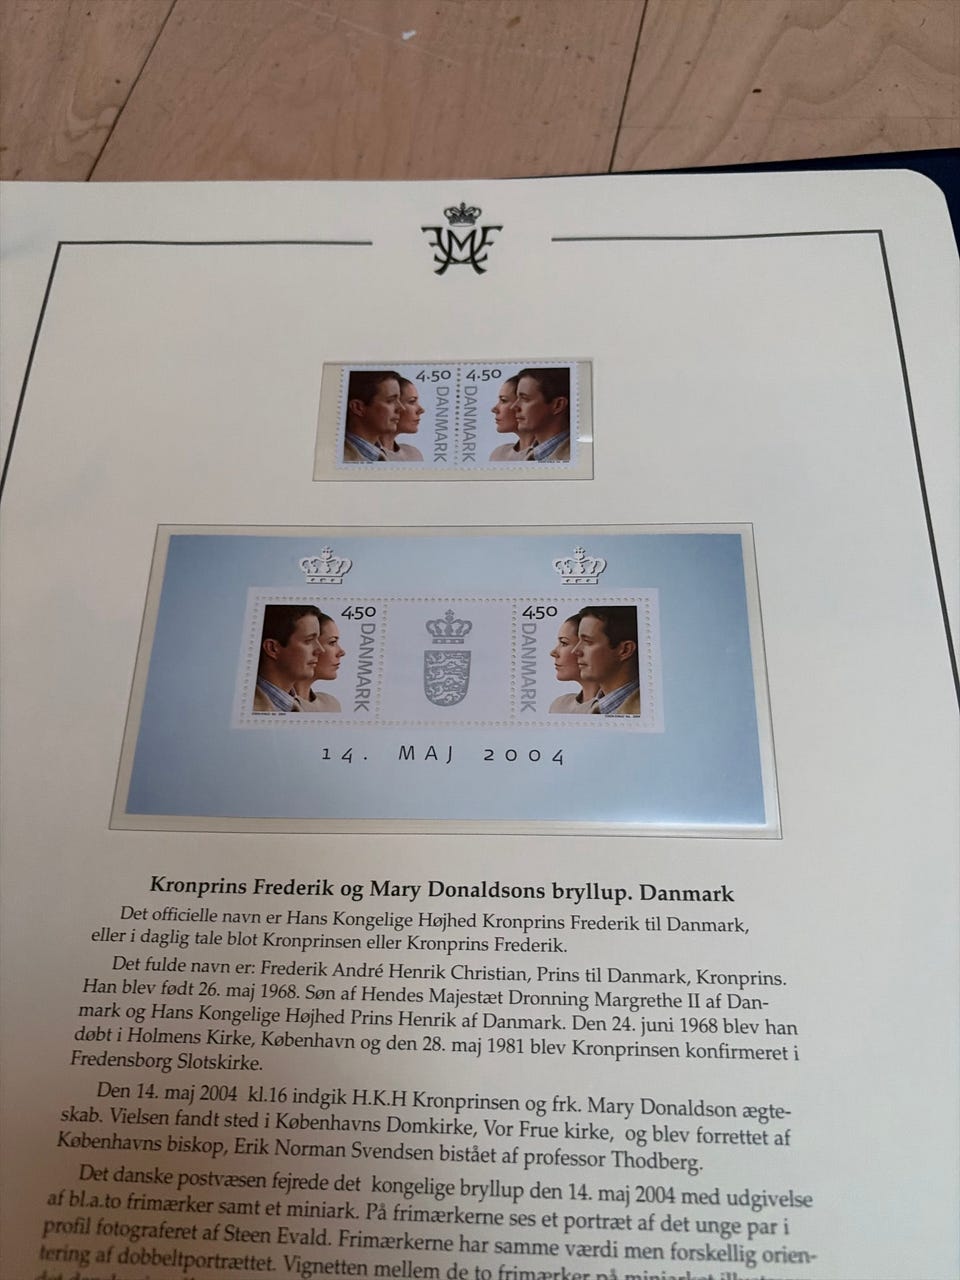 4.50 4.50
DANMARK DANMARK
4.50 4.50
DANMARK DANMARK
14. MAJ 2004
Kronprins Frederik og Mary Donaldsons bryllup. Danmark
Det officielle navn er Hans Kongelige Højhed Kronprins Frederik til Danmark,
eller i daglig tale blot Kronprinsen eller Kronprins Frederik.
Det fulde navn er: Frederik André Henrik Christian, Prins til Danmark, Kronprins.
Han blev født 26. maj 1968. Søn af Hendes Majestæt Dronning Margrethe II af Dan-
mark og Hans Kongelige Højhed Prins Henrik af Danmark. Den 24. juni 1968 blev han
døbt i Holmens Kirke, København og den 28. maj 1981 blev Kronprinsen konfirmeret i
Fredensborg Slotskirke.
Den 14. maj 2004 kl.16 indgik H.K.H Kronprinsen og frk. Mary Donaldson ægte-
skab. Vielsen fandt sted i Københavns Domkirke, Vor Frue kirke, og blev forrettet af
Københavns biskop, Erik Norman Svendsen bistået af professor Thodberg.
Det danske postvæsen fejrede det kongelige bryllup den 14. maj 2004 med udgivelse
af bl.a.to frimærker samt et miniark. På frimærkerne ses et portræt af det unge par i
profil fotograferet af Steen Evald. Frimærkerne har samme værdi men forskellig orien-
tering af dobbeltportrættet. Vignetten mellem de to frimærker på miniarket